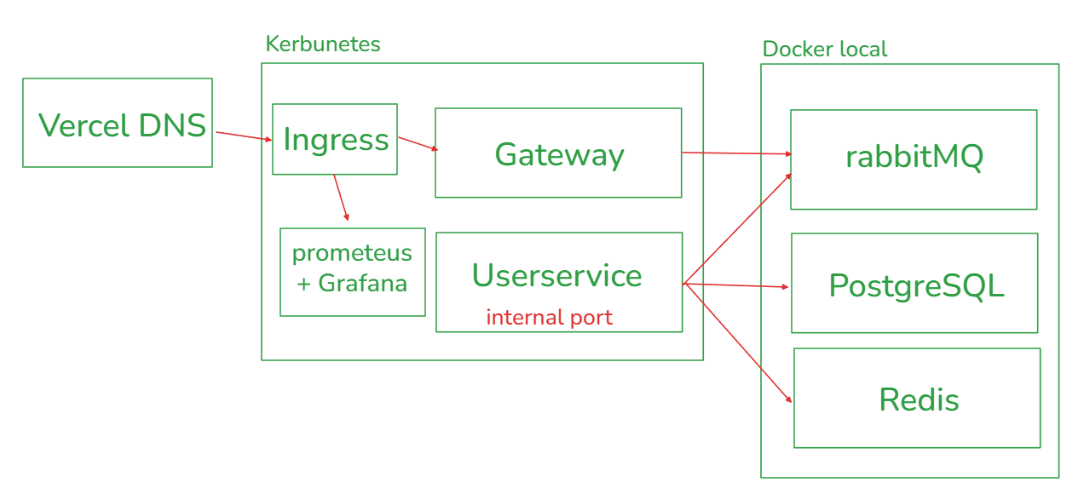 Kerbunetes
Docker local
Vercel DNS
Ingress
Gateway
rabbitMQ
prometeus
+ Grafana
Userservice
internal port
PostgreSQL
Redis